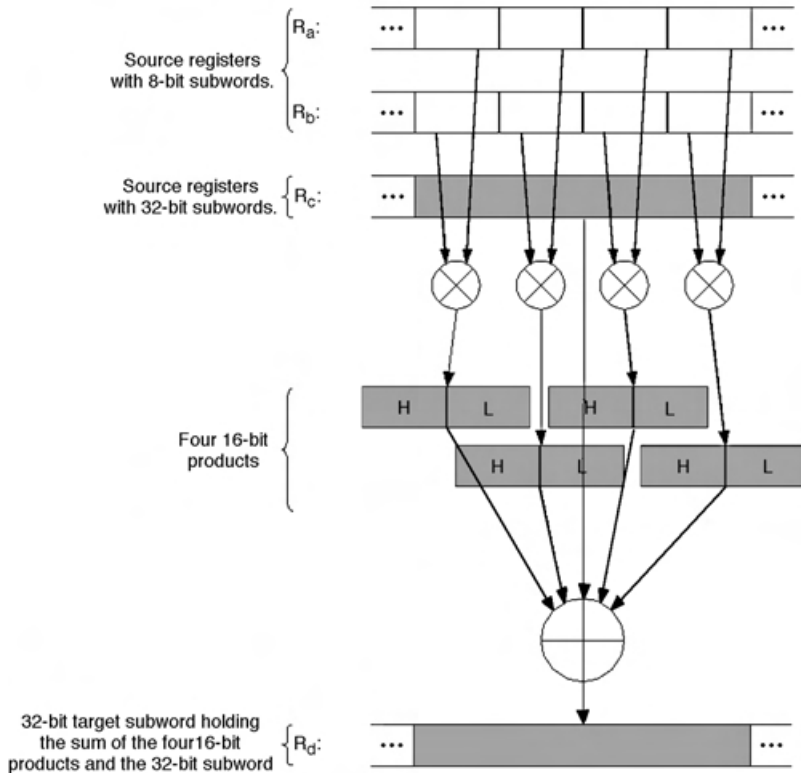 ••• Ra: •••
Source registers
with 8-bit subwords.
••• Rb: •••
Source registers
with 32-bit subwords.
••• Rc: •••
H L H L
Four 16-bit
products
H L H L
32-bit target subword holding
the sum of the four16-bit
products and the 32-bit subword
••• Rd: •••